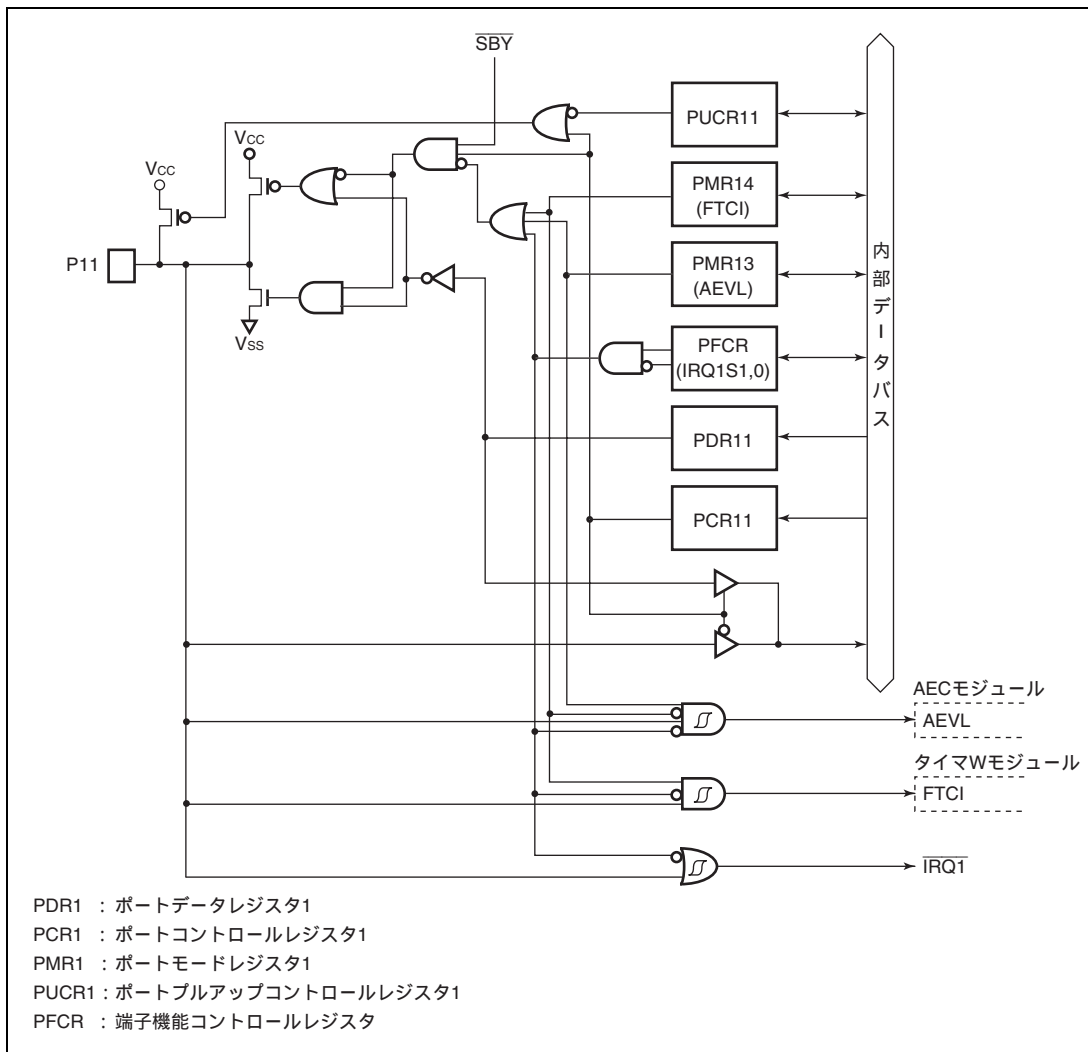 SBY
PUCR11
VCC
VCC
PMR14
(FTCI)
P11
PMR13
(AEVL)
内部データバス
VSS
PFCR
(IRQ1S1,0)
PDR11
PCR11
AECモジュール
AEVL
タイマWモジュール
FTCI
IRQ1
PDR1 : ポートデータレジスタ1
PCR1 : ポートコントロールレジスタ1
PMR1 : ポートモードレジスタ1
PUCR1 : ポートプルアップコントロールレジスタ1
PFCR : 端子機能コントロールレジスタ